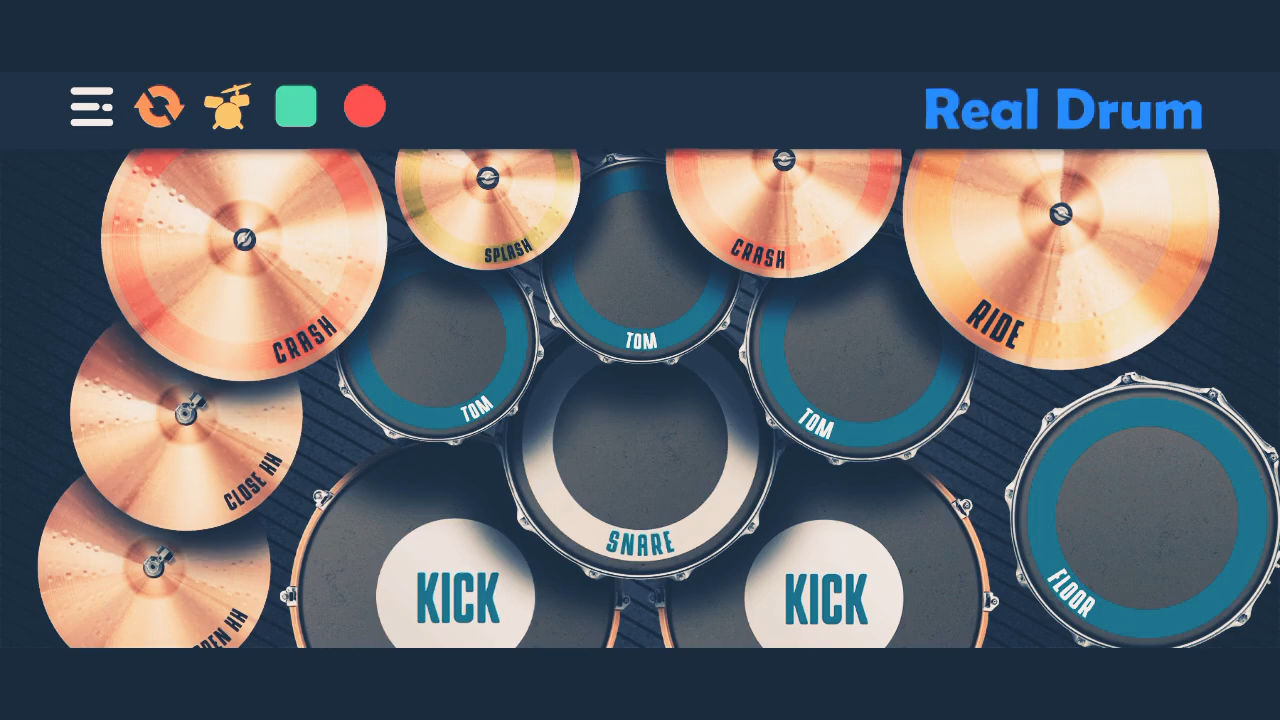 Real Drum
SPLASH
CRASH
RIDE
CRASH
TOM
TOM
TOM
CLOSE HH
SNARE
KICK
KICK
FLOOR